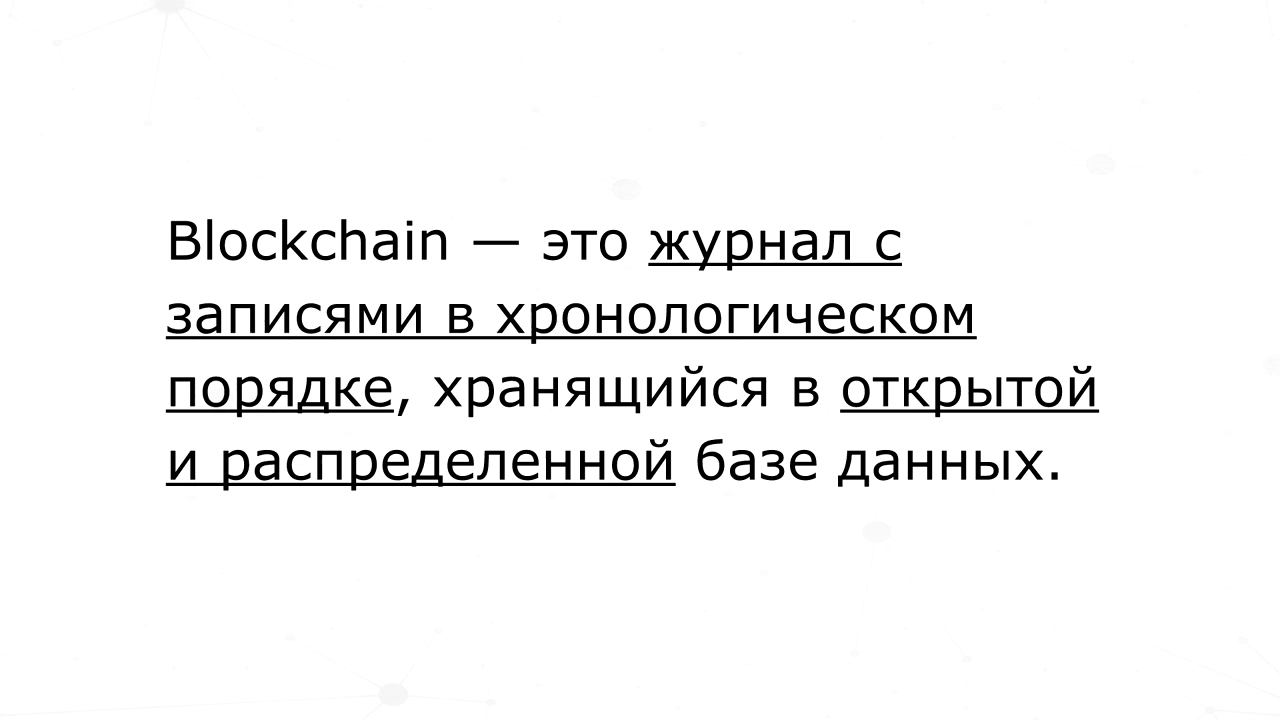 Blockchain — это журнал с
записями в хронологическом
порядке, хранящийся в открытой
и распределенной базе данных.